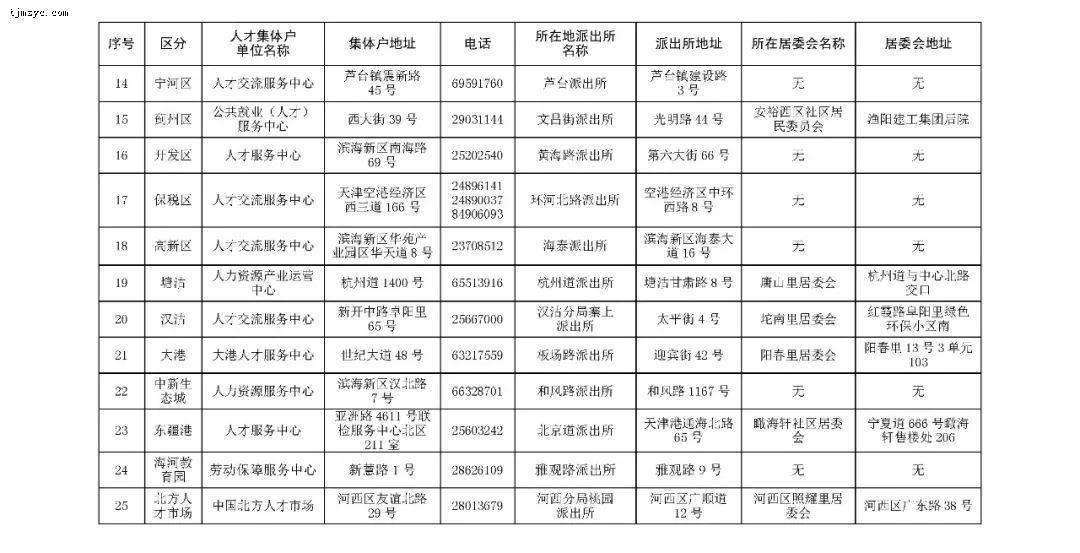 tjmsyc.com
序号 区分 人才集体户单位名称 集体户地址 电话 所在地派出所名称 派出所地址 所在居委会名称 居委会地址
14 宁河区 人才交流服务中心 芦台镇震新路45号 69591760 芦台派出所 芦台镇建设路3号 无 无
15 蓟州区 公共就业（人才）服务中心 西大街39号 29031144 文昌街派出所 光明路44号 安裕西区社区居民委员会 渔阳建工集团后院
16 开发区 人才服务中心 滨海新区南海路69号 25202540 黄海路派出所 第六大街66号 无 无
17 保税区 人才交流服务中心 天津空港经济区西三道166号 24896141 24890037 84906093 环河北路派出所 空港经济区中环西路8号 无 无
18 高新区 人才交流服务中心 滨海新区华苑产业园区华天道8号 23708512 海泰派出所 滨海新区海泰大道16号 无 无
19 塘沽 人力资源产业运营中心 杭州道1400号 65513916 杭州道派出所 塘沽甘肃路8号 唐山里居委会 杭州道与中心北路交口
20 汉沽 人才交流服务中心 新开中路卓阳里65号 25667000 汉沽分局寨上派出所 太平街4号 坨南里居委会 红霞路阜阳里绿色环保小区南
21 大港 大港人才服务中心 世纪大道48号 63217559 板场路派出所 迎宾街42号 阳春里居委会 阳春里13号3单元103
22 中新生态城 人力资源服务中心 滨海新区汉北路7号 66328701 和风路派出所 和风路1167号 无 无
23 东疆港 人才服务中心 亚洲路4611号联检服务中心北区211室 25603242 北京道派出所 天津港通海北路65号 瞰海轩社区居委会 宁夏道666号瞰海轩售楼处206
24 海河教育园 劳动保障服务中心 新慧路1号 28626109 雅观路派出所 雅观路9号 无 无
25 北方人才市场 中国北方人才市场 河西区友谊北路29号 28013679 河西分局桃园派出所 河西区广顺道12号 河西区照耀里居委会 河西区广东路38号